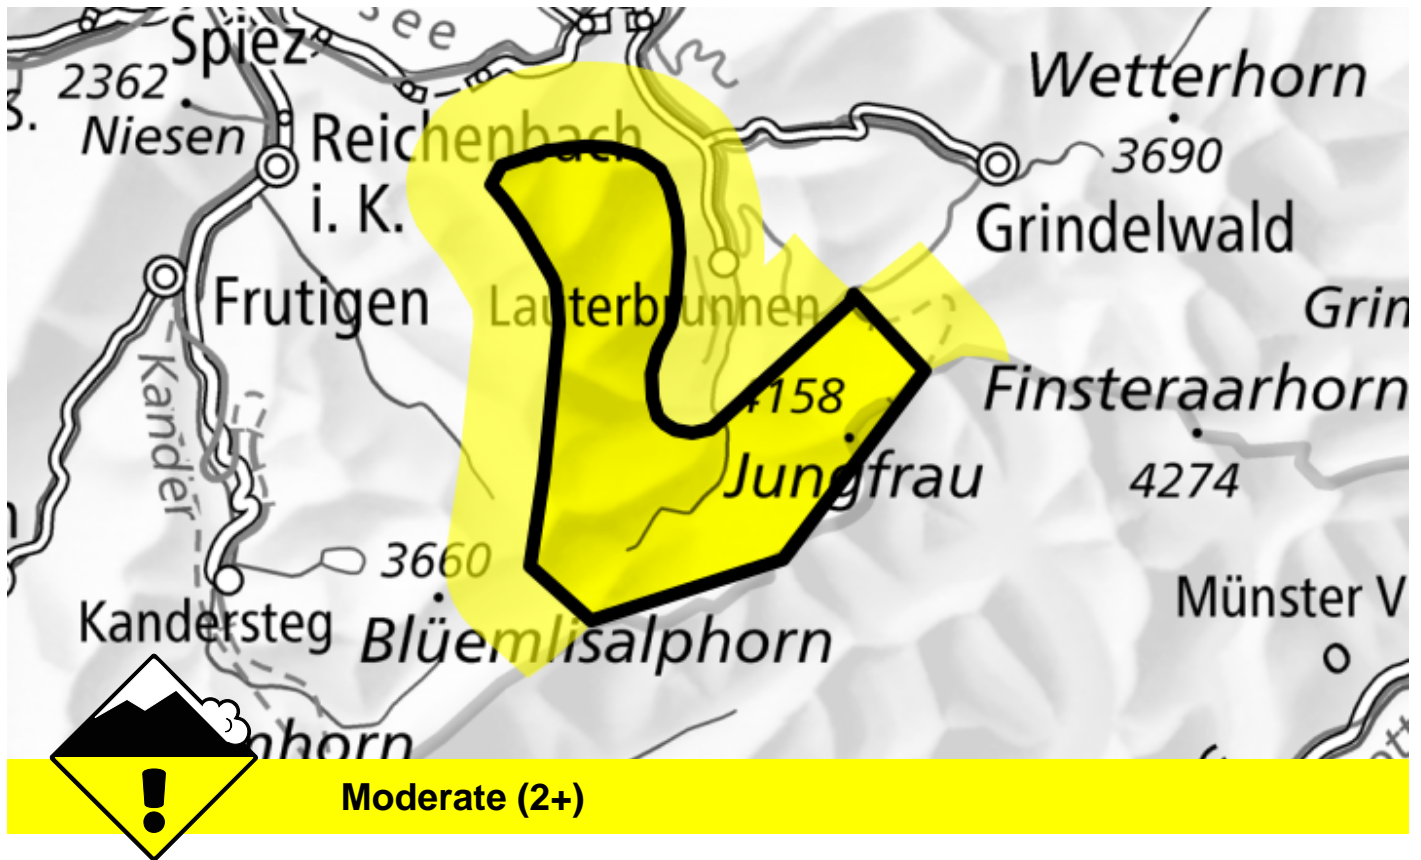 see
Spiez
2362
Niesen
Wetterhorn
3690
Reichenbach
i. K.
Grindelwald
Frutigen
Lauterbrunnen
Grin
Kander
4158
Jungfrau
Finsteraarhorn
4274
3660
Blüemlisalphorn
Kandersteg
Münster V
nhorn
Moderate (2+)